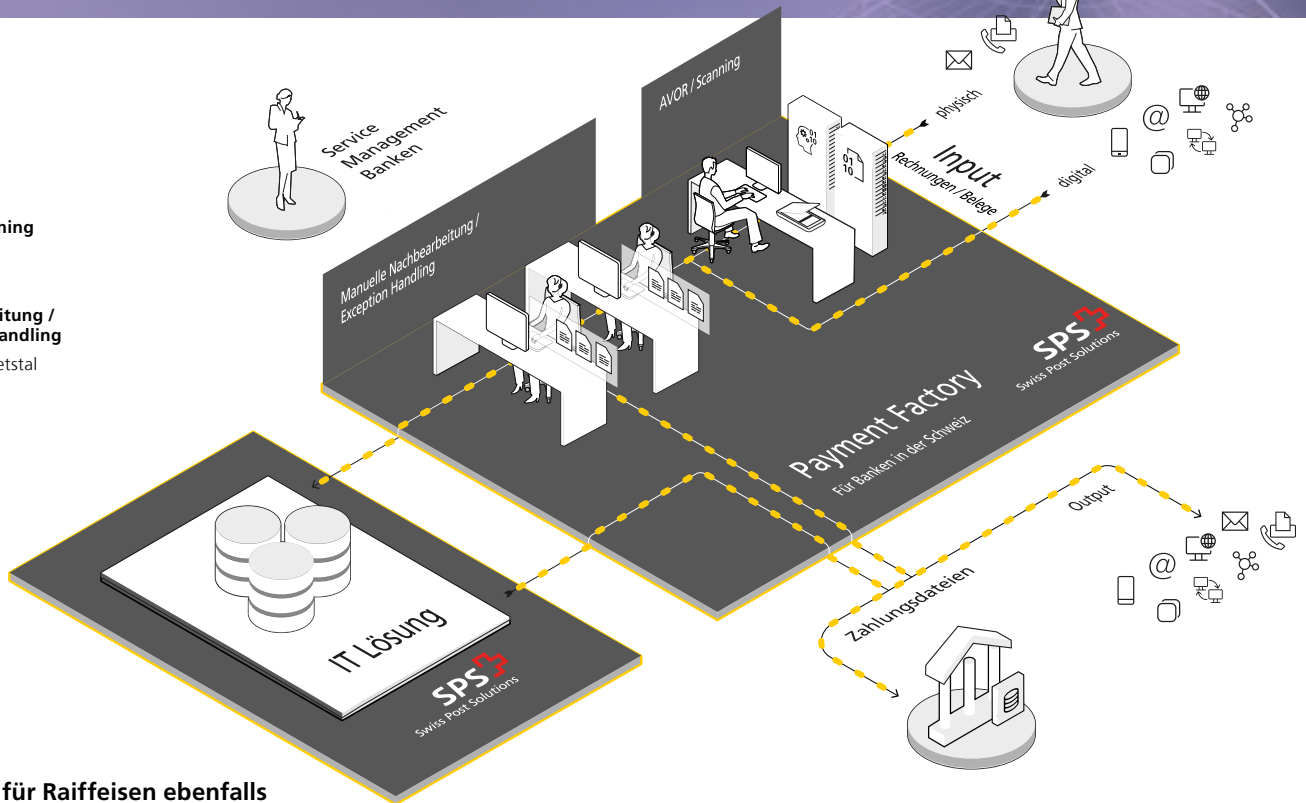 AVOR / Scanning
Service
Management
Banken
physisch
Input
Rechnungen / Belege
digital
@
01
10
Manuelle Nachbearbeitung /
Exception Handling
SPS
Swiss Post Solutions
Payment Factory
Für Banken in der Schweiz
Output
@
Zahlungsdateien
IT Lösung
SPS
Swiss Post Solutions
ning
itung /
andling
etstal
für Raiffeisen ebenfalls